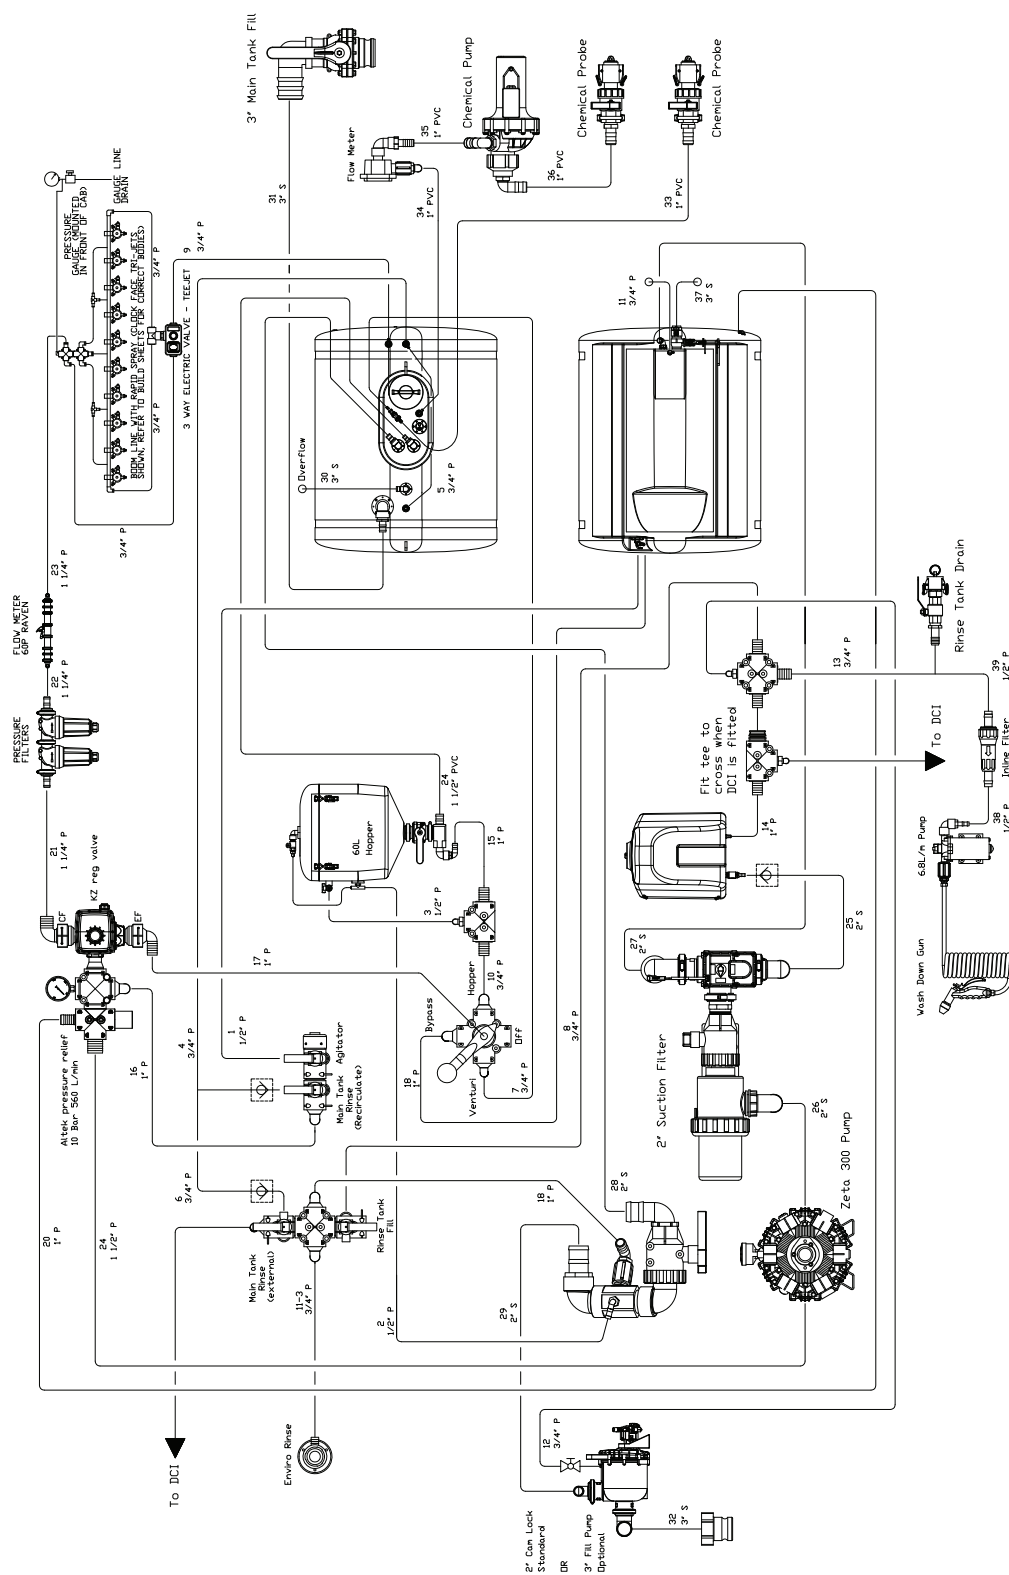 3" Main Tank Fill
Chemical Pump
Chemical Probe
Chemical Probe
35
1" PVC
Flow Meter
36
1" PVC
34
1" PVC
33
1" PVC
31
3" S
PRESSURE
GAUGE (MOUNTED
IN FRONT OF CAB)
GAUGE LINE
DRAIN
BOOM LINE WITH RAPID SPRAY (CLOCK FACE TRI-JETS
SHOWN, REFER TO BUILD SHEETS FOR CORRECT BODIES)
3/4" P
3/4" P
3 WAY ELECTRIC VALVE - TEEJET
9
3/4" P
3/4" P
11
3/4" P
37
3" S
Overflow
30
3" S
5
3/4" P
23
1 1/4" P
FLOW METER
60P RAVEN
22
1 1/4" P
PRESSURE
FILTERS
21
1 1/4" P
KZ reg valve
CF
EF
60L
Hopper
24
1 1/2" PVC
15
1" P
3
1/2" P
Fit tee to
cross when
DCI is fitted
14
1" P
13
3/4" P
Rinse Tank Drain
39
1/2" P
To DCI
Inline Filter
38
1/2" P
6.8L/m Pump
Wash Down Gun
25
2" S
27
2" S
17
1" P
Hopper
10
3/4" P
Bypass
Off
Venturi
18
1" P
7
3/4" P
8
3/4" P
1
1/2" P
4
3/4" P
16
1" P
Altek pressure relief
10 Bar 560 L/min
Main Tank Agitator
Main Tank
Rinse
(Recirculate)
2" Suction Filter
26
2" S
Zeta 300 Pump
20
1" P
24
1 1/2" P
6
3/4" P
Main Tank
Rinse
(external)
11-3
3/4" P
Rinse Tank
Fill
2
1/2" P
18
1" P
28
2" S
29
2" S
To DCI
Enviro Rinse
12
3/4" P
32
3" S
2" Cam Lock
Standard
OR
3" Fill Pump
Optional